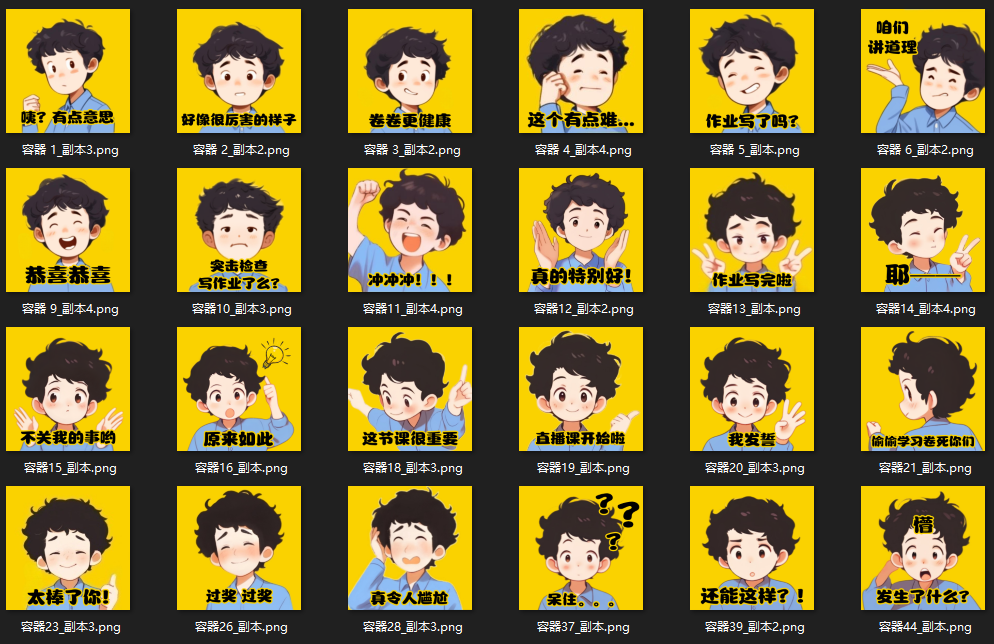 咦？有点意思
好像很厉害的样子
卷卷更健康
这个有点难...
作业写了吗?
咱们
讲道理
容器 1_副本3.png
容器 2_副本2.png
容器 3_副本2.png
容器 4_副本4.png
容器 5_副本.png
容器 6_副本2.png
恭喜恭喜
突击检查
写作业了么?
冲冲冲！！！
真的特别好!
作业写完啦
耶——
容器 9_副本4.png
容器10_副本3.png
容器11_副本4.png
容器12_副本2.png
容器13_副本.png
容器14_副本4.png
不关我的事哟
原来如此
这节课很重要
直播课开始啦
我发誓
偷偷学习卷死你们
容器15_副本.png
容器16_副本.png
容器18_副本3.png
容器19_副本.png
容器20_副本3.png
容器21_副本.png
太棒了你!
过奖 过奖
真令人尴尬
? ? ?
呆住。。。
还能这样？！
懵
发生了什么?
容器23_副本3.png
容器26_副本.png
容器28_副本3.png
容器37_副本.png
容器39_副本2.png
容器44_副本.png